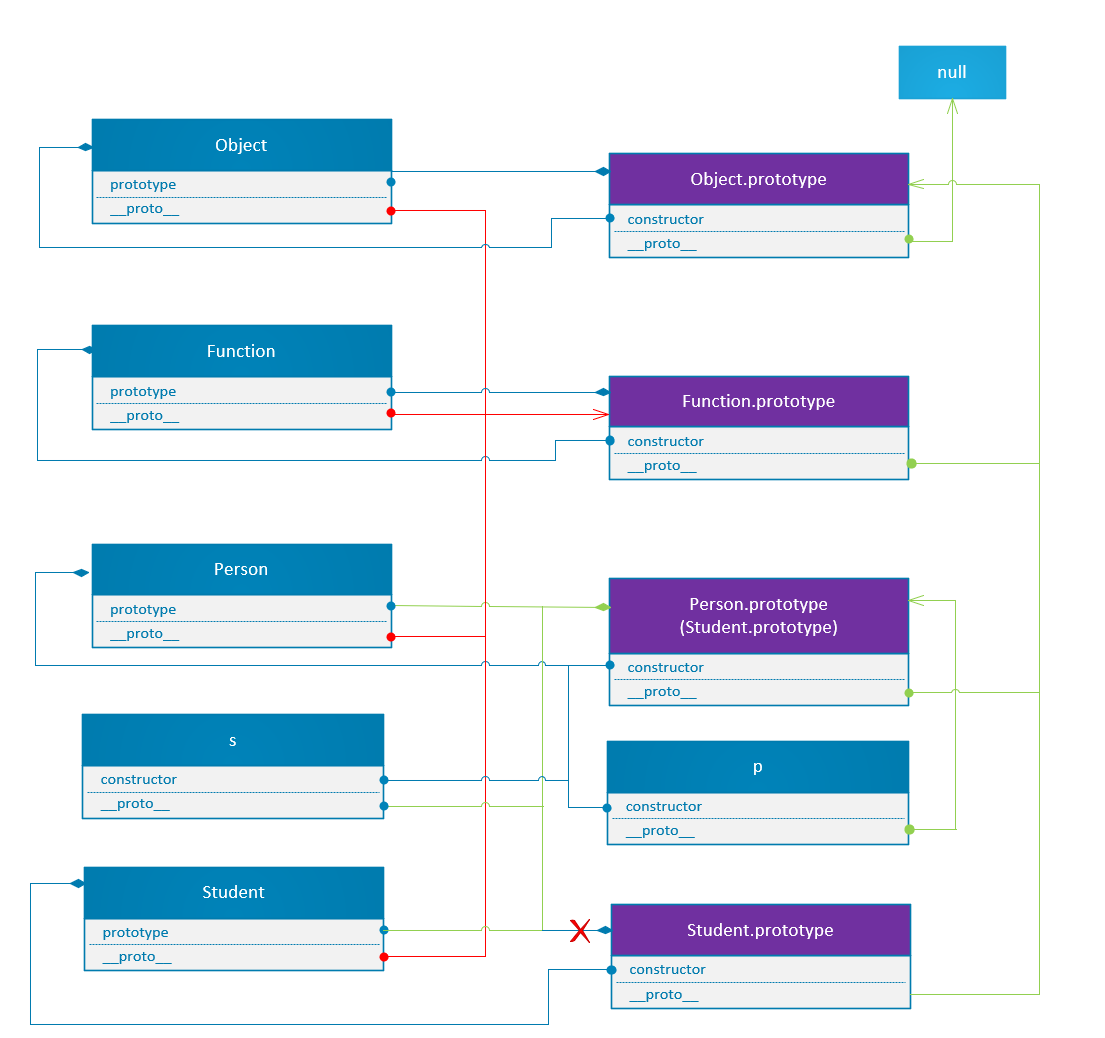 null
Object
prototype
__proto__
Object.prototype
constructor
__proto__
Function
prototype
__proto__
Function.prototype
constructor
__proto__
Person
prototype
__proto__
Person.prototype
(Student.prototype)
constructor
__proto__
s
constructor
__proto__
p
constructor
__proto__
Student
prototype
__proto__
X
Student.prototype
constructor
__proto__